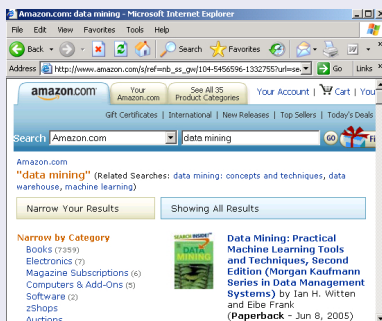 Amazon.com: data mining - Microsoft Internet Explorer
File Edit View Favorites Tools Help
Back Search Favorites
Address http://www.amazon.com/s/ref=nb_ss_gw/104-5456596-1332755?url=se. Go Links
amazon.com Your Amazon.com See All 35 Product Categories Your Account | Cart | You
Gift Certificates | International | New Releases | Top Sellers | Today's Deals
Search Amazon.com data mining GO Fi
Amazon.com
"data mining" (Related Searches: data mining: concepts and techniques, data
warehouse, machine learning)
Narrow Your Results Showing All Results
Narrow by Category
Books (7359)
Electronics (7)
Magazine Subscriptions (6)
Computers & Add-Ons (5)
Software (2)
zShops
Auctions
SEARCH INSIDE!
DATA MINING
Data Mining: Practical
Machine Learning Tools
and Techniques, Second
Edition (Morgan Kaufmann
Series in Data Management
Systems) by Ian H. Witten
and Eibe Frank
(Paperback - Jun 8, 2005)